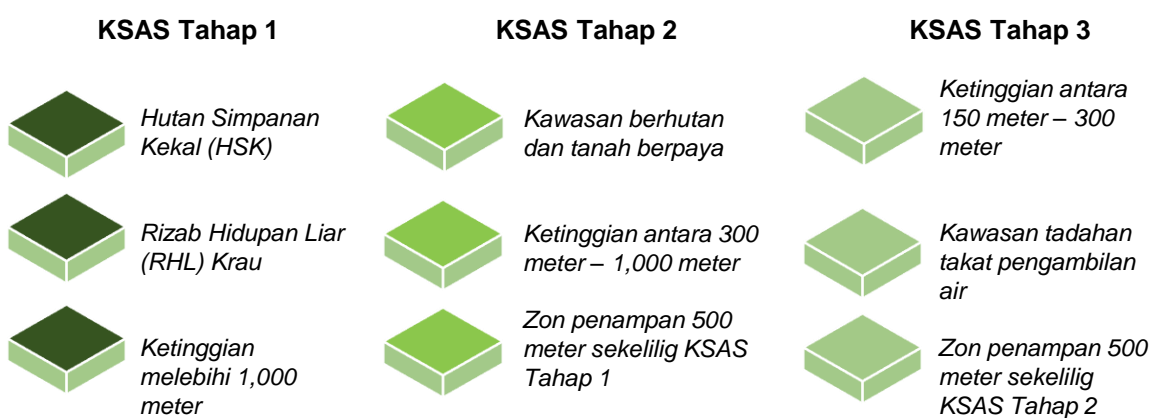 KSAS Tahap 1
Hutan Simpanan
Kekal (HSK)
Rizab Hidupan Liar
(RHL) Krau
Ketinggian
melebihi 1,000
meter
KSAS Tahap 2
Kawasan berhutan
dan tanah berpaya
Ketinggian antara 300
meter – 1,000 meter
Zon penampan 500
meter sekelilig KSAS
Tahap 1
KSAS Tahap 3
Ketinggian antara
150 meter – 300
meter
Kawasan tadahan
takat pengambilan
air
Zon penampan 500
meter sekelilig
KSAS Tahap 2